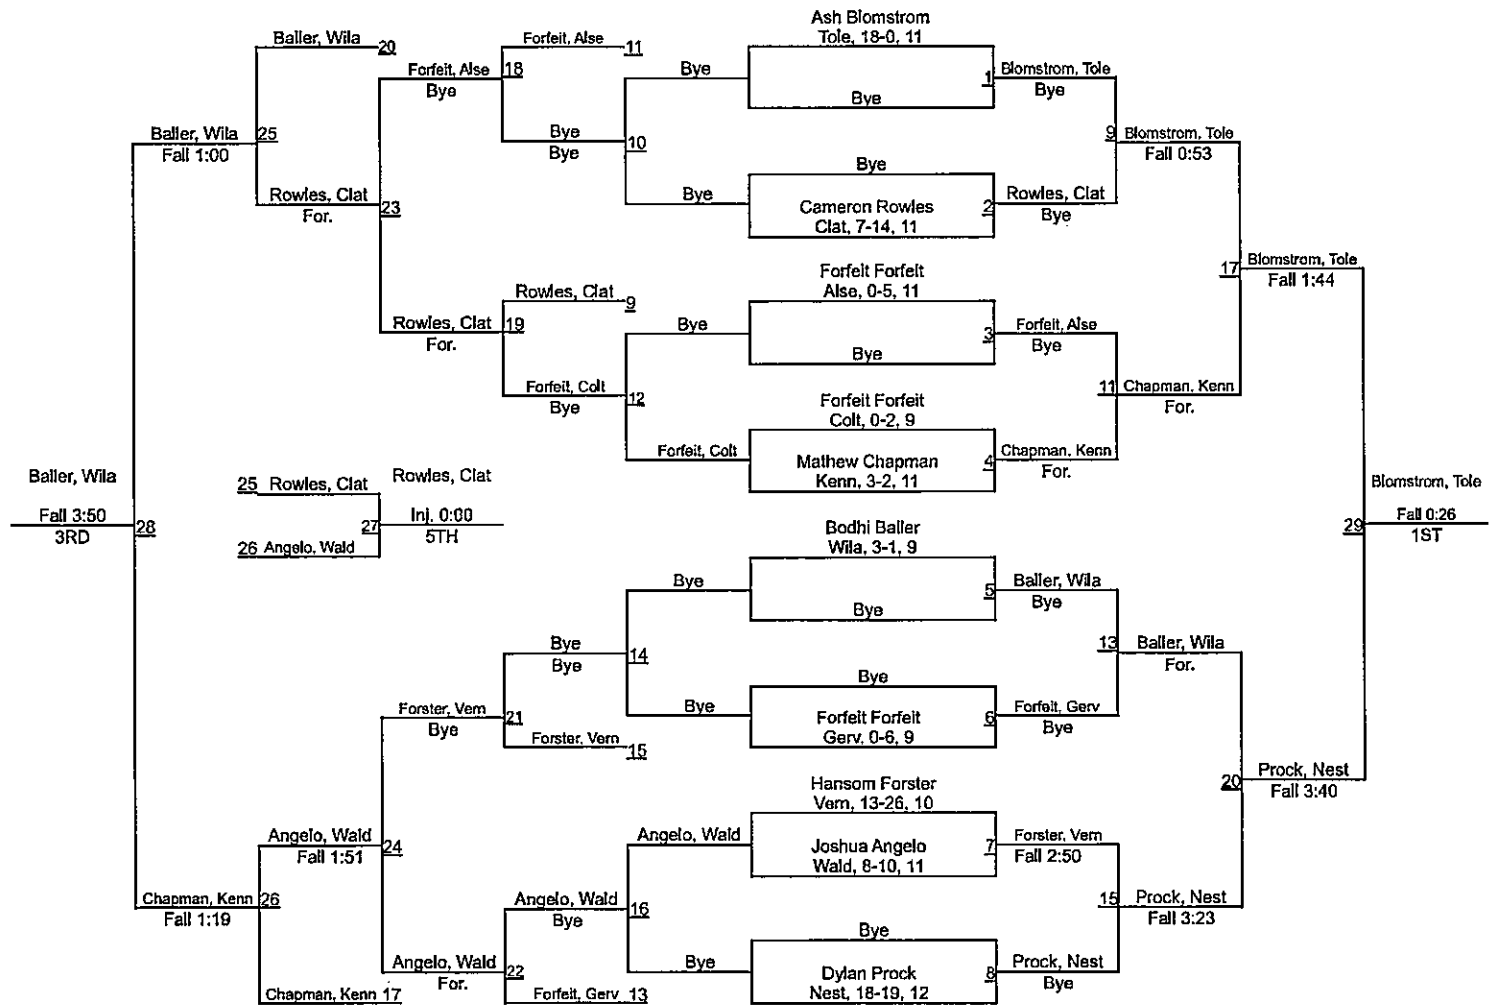 Ash Blomstrom
Tole, 18-0, 11
Baller, Wila 20
Forfeit, Alse 11
Forfeit, Alse 18
Bye
Bye
Bye
1 Blomstrom, Tole
Bye
Baller, Wila 25
Fall 1:00
Bye
Bye
10
9 Blomstrom, Tole
Fall 0:53
Rowles, Clat 23
For.
Bye
Bye
Cameron Rowles
Clat, 7-14, 11
2 Rowles, Clat
Bye
Forfeit Forfeit
Alse, 0-5, 11
17 Blomstrom, Tole
Fall 1:44
Rowles, Clat 9
Rowles, Clat 19
For.
Bye
Bye
3 Forfeit, Alse
Bye
Forfeit, Colt 12
Bye
Forfeit Forfeit
Colt, 0-2, 9
11 Chapman, Kenn
For.
Forfeit, Colt
Mathew Chapman
Kenn, 3-2, 11
4 Chapman, Kenn
For.
Baller, Wila
Fall 3:50
3RD
28
25 Rowles, Clat
26 Angelo, Wald
27
Rowles, Clat
Inj. 0:00
5TH
29
Blomstrom, Tole
Fall 0:26
1ST
Bodhi Baller
Wila, 3-1, 9
Bye
Bye
5 Baller, Wila
Bye
Bye
Bye
14
13 Baller, Wila
For.
Forster, Vern 21
Bye
Bye
Bye
Forfeit Forfeit
Gerv, 0-6, 9
6 Forfeit, Gerv
Bye
Forster, Vern 15
Hansom Forster
Vern, 13-26, 10
20 Prock, Nest
Fall 3:40
Angelo, Wald 24
Fall 1:51
Angelo, Wald
Joshua Angelo
Wald, 8-10, 11
7 Forster, Vern
Fall 2:50
Chapman, Kenn 26
Fall 1:19
Angelo, Wald 16
Bye
15 Prock, Nest
Fall 3:23
Angelo, Wald 22
For.
Bye
Bye
Dylan Prock
Nest, 18-19, 12
8 Prock, Nest
Bye
Chapman, Kenn 17
Forfeit, Gerv 13